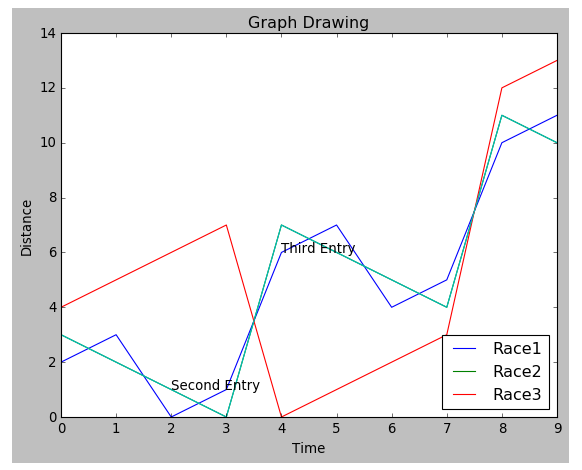 Graph Drawing
14
12
10
8
6
4
2
0
Distance
Third Entry
Second Entry
Race1
Race2
Race3
0 1 2 3 4 5 6 7 8 9
Time